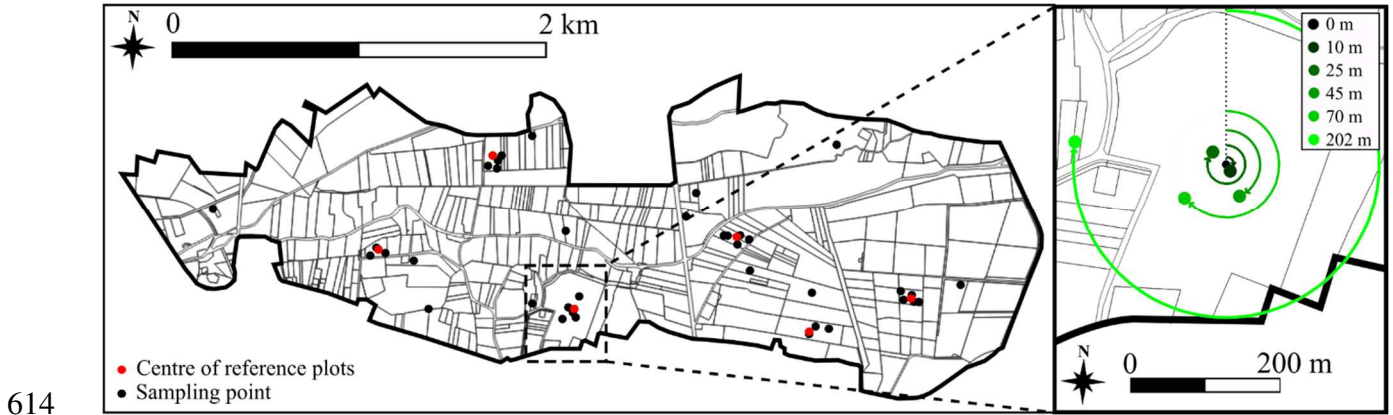 N
0
2 km
Centre of reference plots
Sampling point
0 m
10 m
25 m
45 m
70 m
202 m
N
0
200 m
614